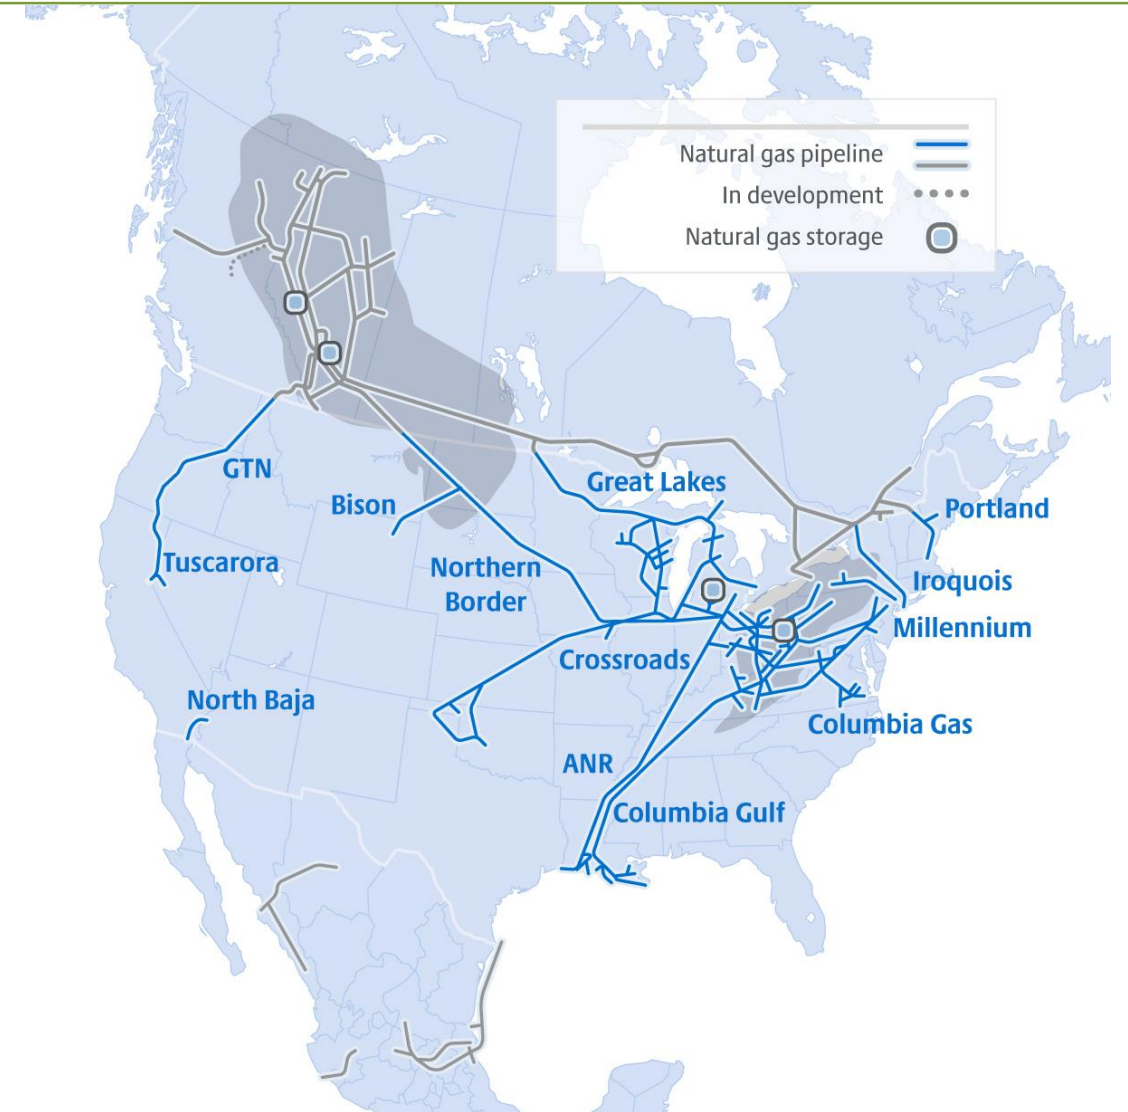 Natural gas pipeline
In development
Natural gas storage
GTN
Great Lakes
Bison
Portland
Tuscarora
Northern
Border
Iroquois
Millennium
Crossroads
North Baja
Columbia Gas
ANR
Columbia Gulf